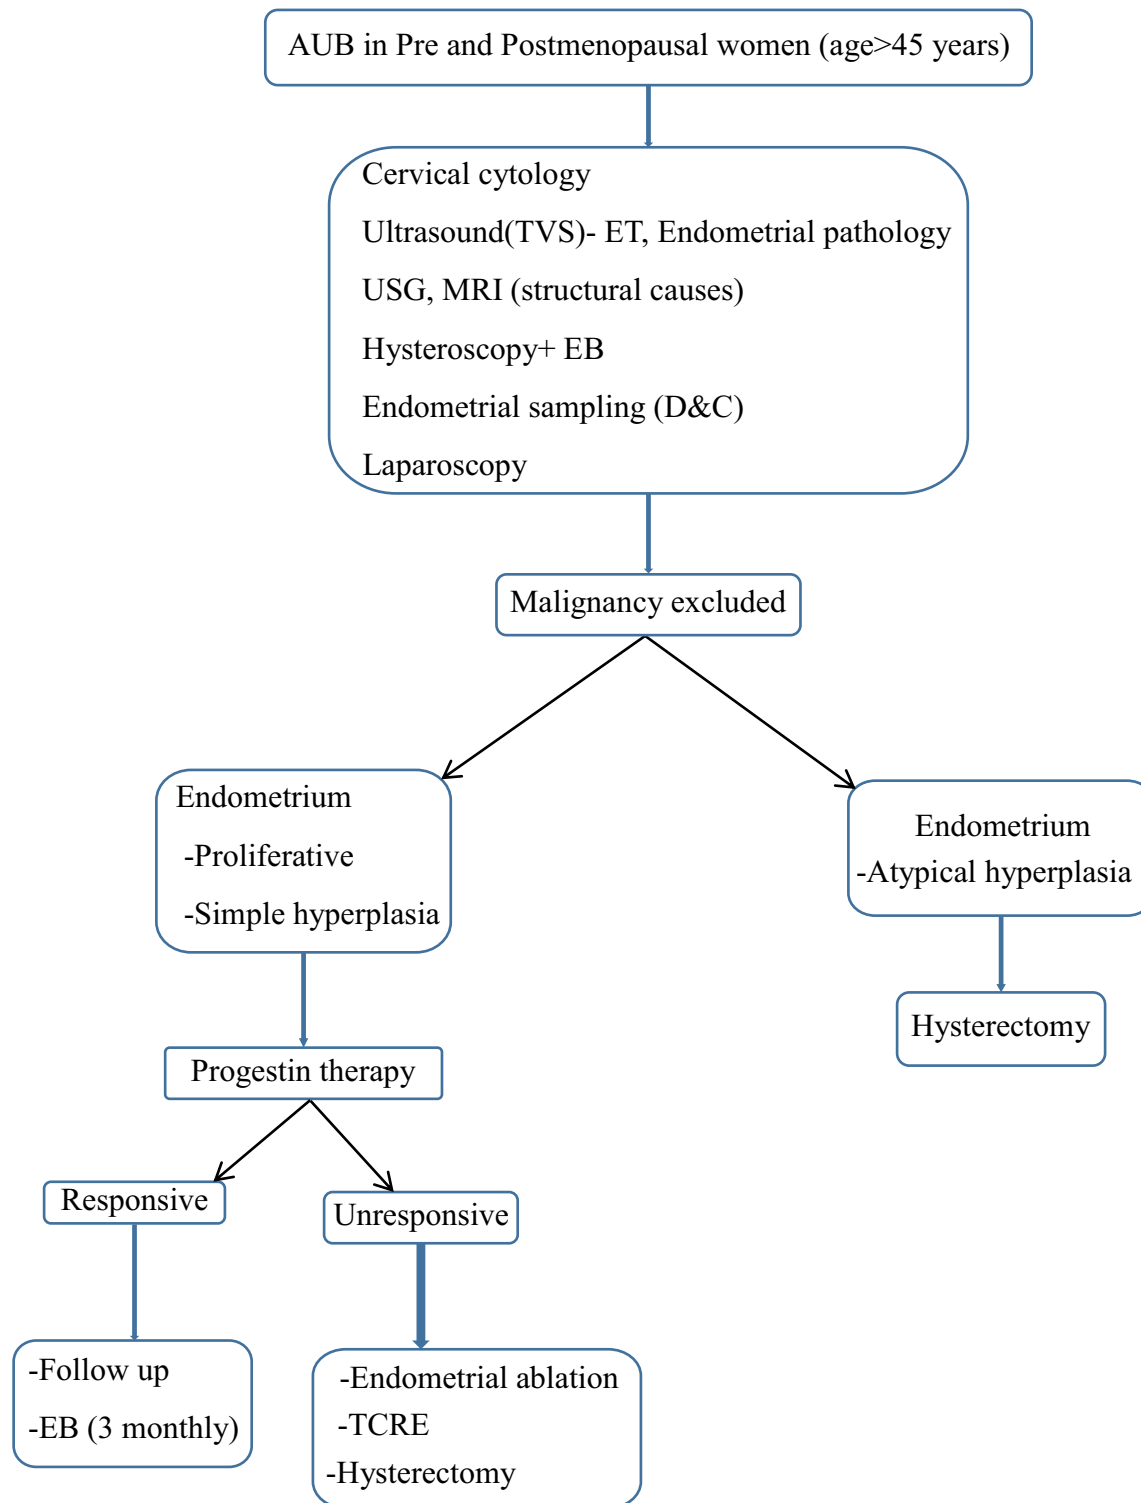 AUB in Pre and Postmenopausal women (age>45 years)
Cervical cytology
Ultrasound(TVS)- ET, Endometrial pathology
USG, MRI (structural causes)
Hysteroscopy+ EB
Endometrial sampling (D&C)
Laparoscopy
Malignancy excluded
Endometrium
-Proliferative
-Simple hyperplasia
Endometrium
-Atypical hyperplasia
Hysterectomy
Progestin therapy
Responsive
Unresponsive
-Follow up
-EB (3 monthly)
-Endometrial ablation
-TCRE
-Hysterectomy